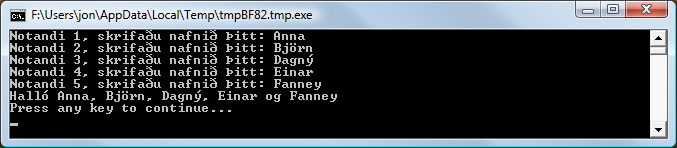 F:\Users\jon\AppData\Local\Temp\tmpBF82.tmp.exe
Notandi 1, skrifaðu nafnið Þitt: Anna
Notandi 2, skrifaðu nafnið Þitt: Björn
Notandi 3, skrifaðu nafnið Þitt: Dagný
Notandi 4, skrifaðu nafnið Þitt: Einar
Notandi 5, skrifaðu nafnið Þitt: Fanney
Halló Anna, Björn, Dagný, Einar og Fanney
Press any key to continue...